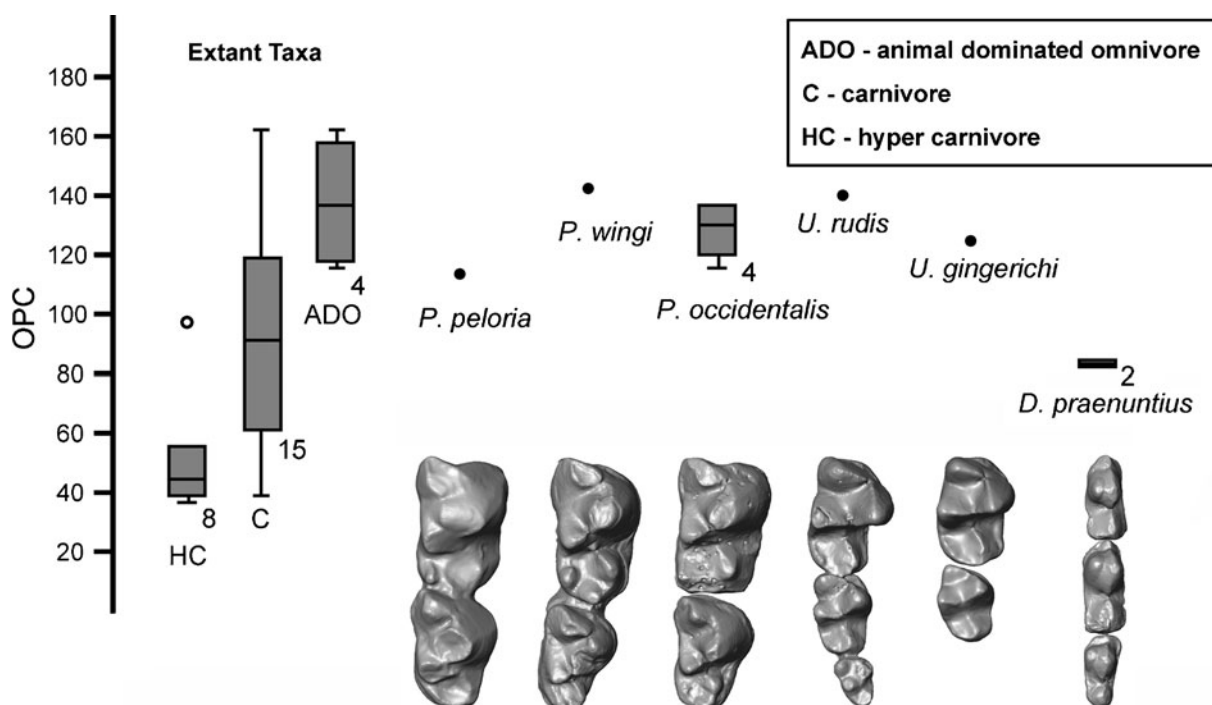 Extant Taxa
ADO - animal dominated omnivore
C - carnivore
HC - hyper carnivore
OPC
180
160
140
120
100
80
60
40
20
8
HC
15
C
4
ADO
P. peloria
P. wingi
4
P. occidentalis
U. rudis
U. gingerichi
2
D. praenuntius